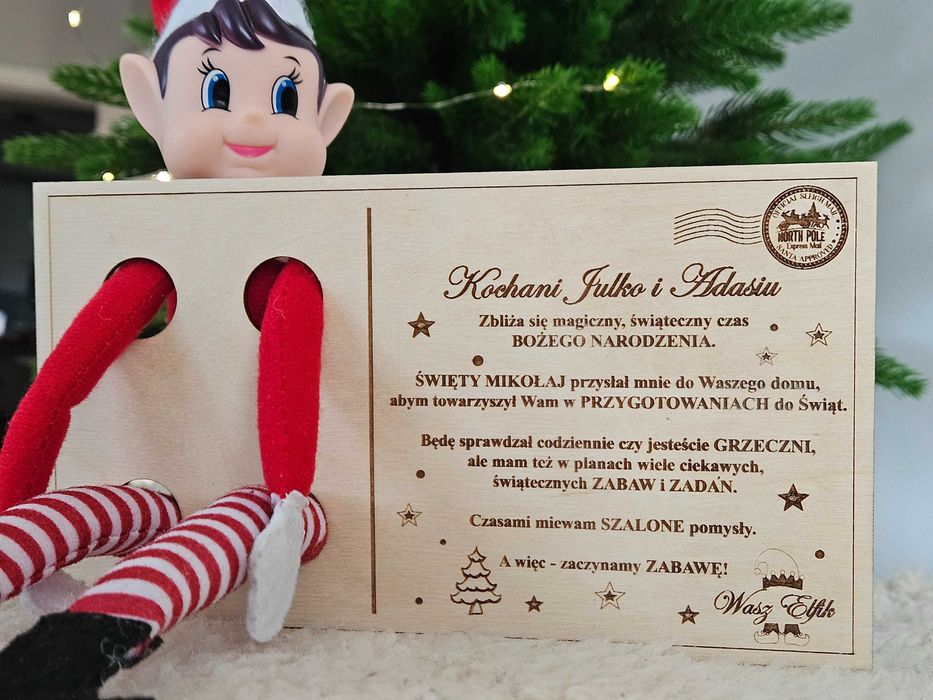 OFFICIAL SLEIGH MAIL
NORTH POLE
Express Mail
SANTA APPROVED
Kochani Julko i Adasiu
Zbliża się magiczny, świąteczny czas
BOŻEGO NARODZENIA.
ŚWIĘTY MIKOŁAJ przysłał mnie do Waszego domu,
abym towarzyszył Wam w PRZYGOTOWANIACH do Świąt.
Będę sprawdzał codziennie czy jesteście GRZECZNI,
ale mam też w planach wiele ciekawych,
świątecznych ZABAW i ZADAŃ.
Czasami miewam SZALONE pomysły.
A więc - zaczynamy ZABAWĘ!
Wasz Elfik